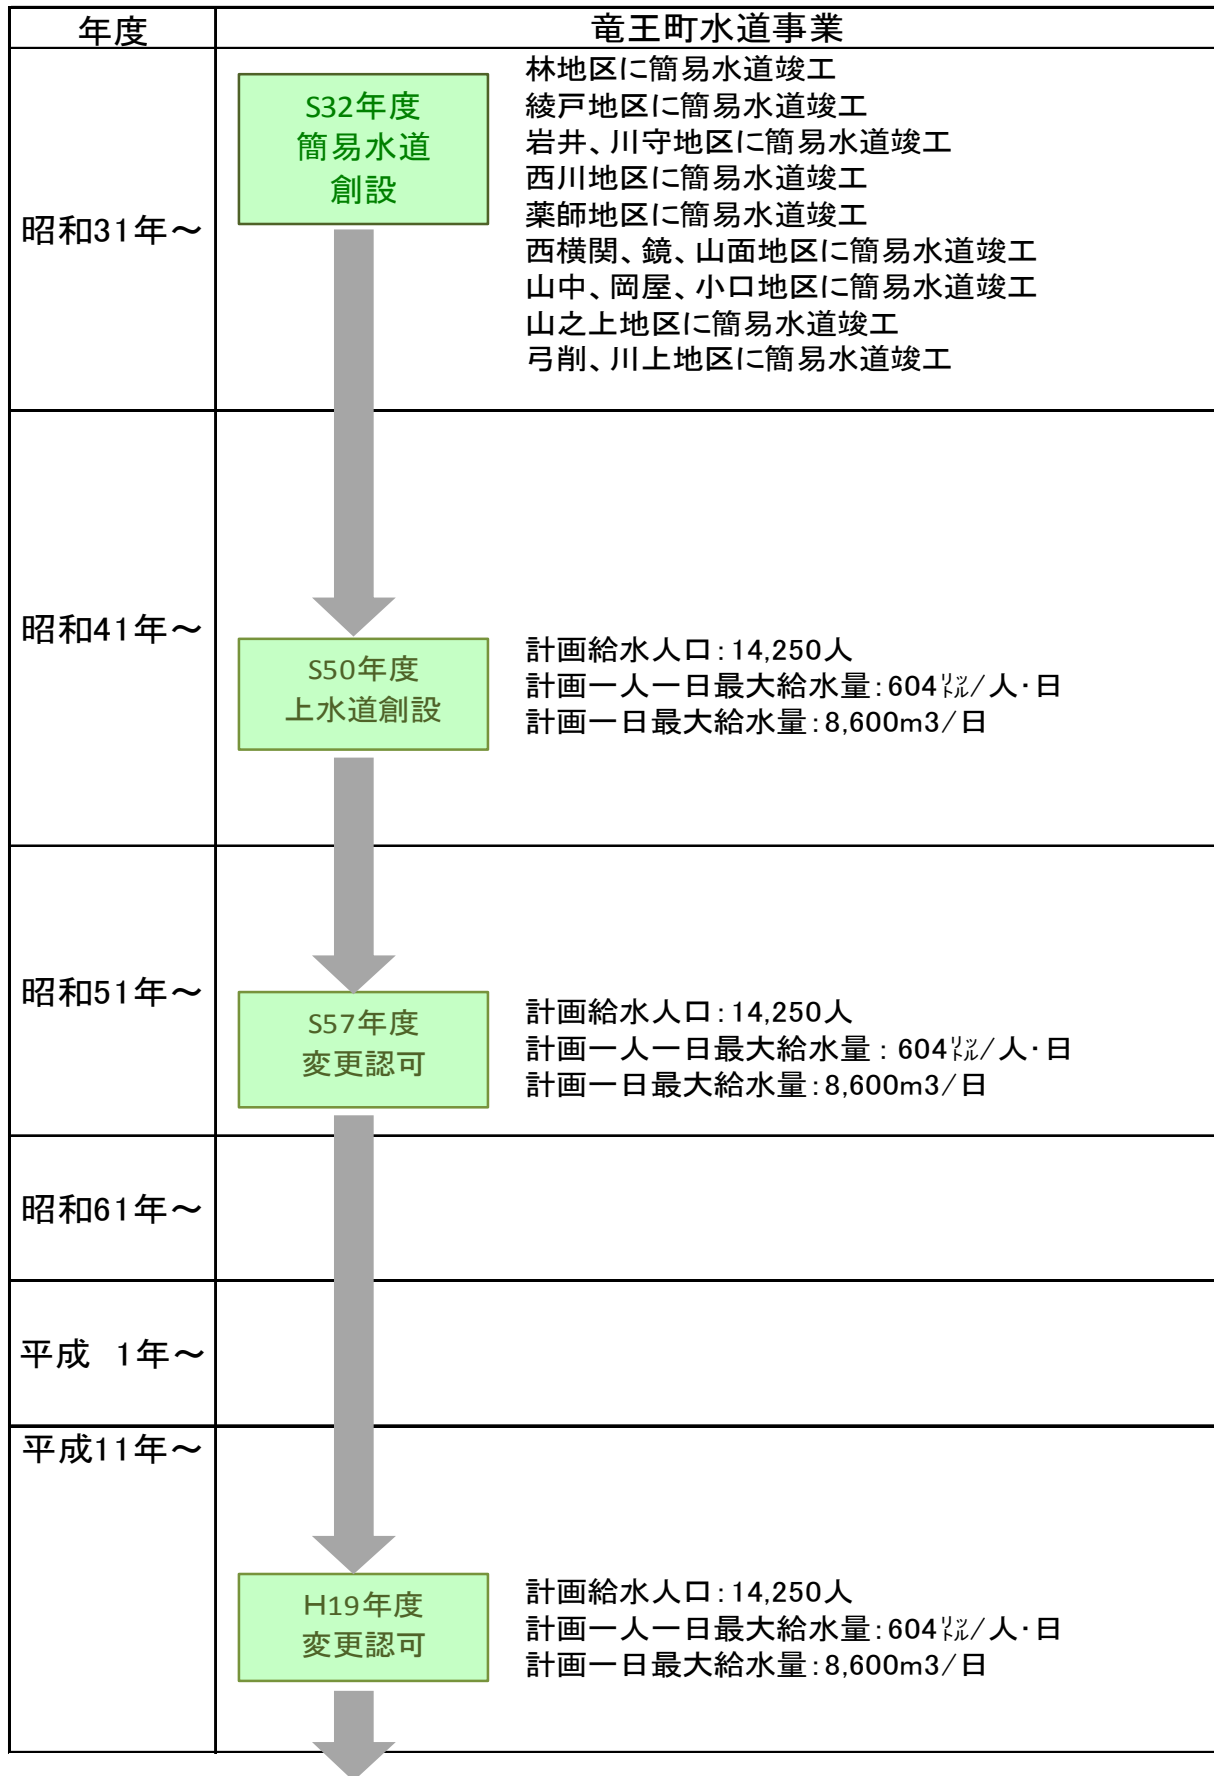 年度
竜王町水道事業
昭和31年～
S32年度
簡易水道
創設
林地区に簡易水道竣工
綾戸地区に簡易水道竣工
岩井、川守地区に簡易水道竣工
西川地区に簡易水道竣工
薬師地区に簡易水道竣工
西横関、鏡、山面地区に簡易水道竣工
山中、岡屋、小口地区に簡易水道竣工
山之上地区に簡易水道竣工
弓削、川上地区に簡易水道竣工
昭和41年～
S50年度
上水道創設
計画給水人口：14,250人
計画一人一日最大給水量：604㍑/人・日
計画一日最大給水量：8,600m3/日
昭和51年～
S57年度
変更認可
計画給水人口：14,250人
計画一人一日最大給水量：604㍑/人・日
計画一日最大給水量：8,600m3/日
昭和61年～
平成　1年～
平成11年～
H19年度
変更認可
計画給水人口：14,250人
計画一人一日最大給水量：604㍑/人・日
計画一日最大給水量：8,600m3/日